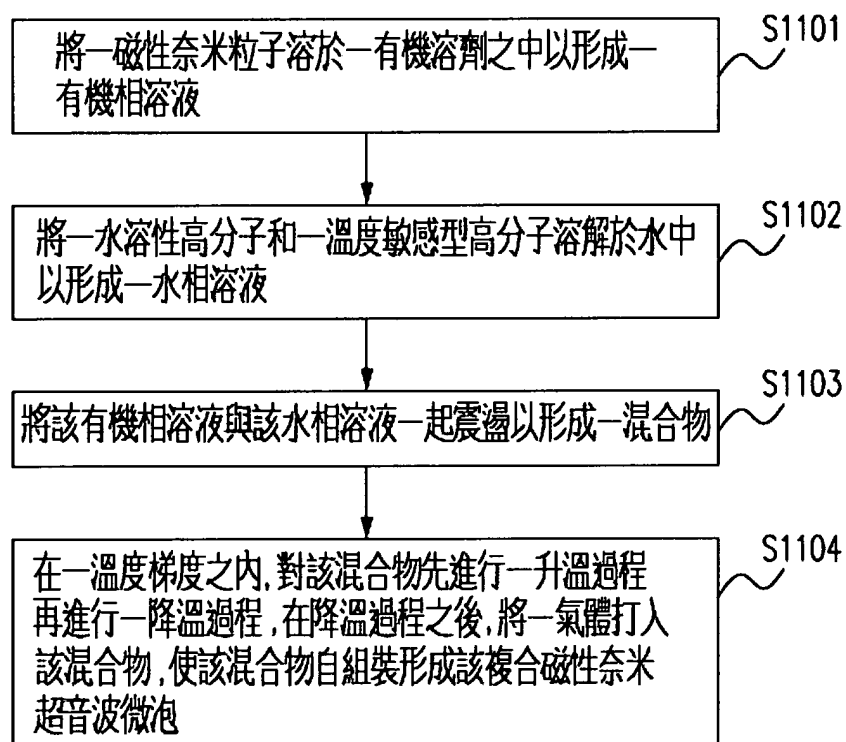 S1101
將一磁性奈米粒子溶於一有機溶劑之中以形成一
有機相溶液
S1102
將一水溶性高分子和一溫度敏感型高分子溶解於水中
以形成一水相溶液
S1103
將該有機相溶液與該水相溶液一起震盪以形成一混合物
S1104
在一溫度梯度之內,對該混合物先進行一升溫過程
再進行一降溫過程,在降溫過程之後,將一氣體打入
該混合物,使該混合物自組裝形成該複合磁性奈米
超音波微泡